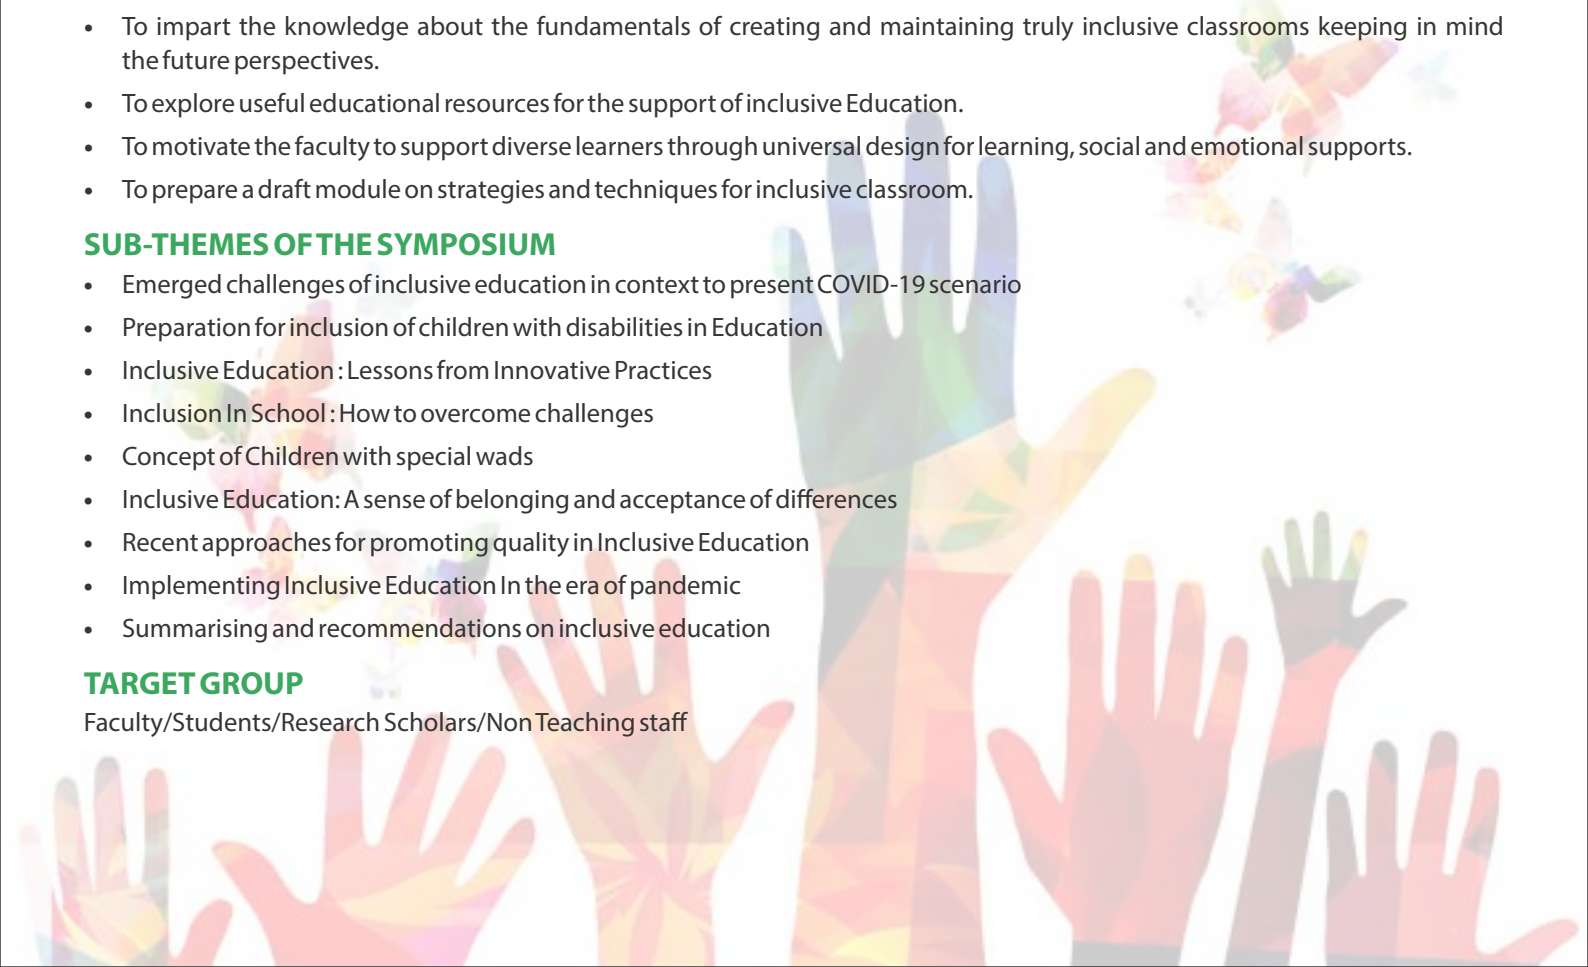 • To impart the knowledge about the fundamentals of creating and maintaining truly inclusive classrooms keeping in mind
the future perspectives.
• To explore useful educational resources for the support of inclusive Education.
• To motivate the faculty to support diverse learners through universal design for learning, social and emotional supports.
• To prepare a draft module on strategies and techniques for inclusive classroom.
SUB-THEMES OF THE SYMPOSIUM
• Emerged challenges of inclusive education in context to present COVID-19 scenario
• Preparation for inclusion of children with disabilities in Education
• Inclusive Education : Lessons from Innovative Practices
• Inclusion In School : How to overcome challenges
• Concept of Children with special wads
• Inclusive Education: A sense of belonging and acceptance of differences
• Recent approaches for promoting quality in Inclusive Education
• Implementing Inclusive Education In the era of pandemic
• Summarising and recommendations on inclusive education
TARGET GROUP
Faculty/Students/Research Scholars/Non Teaching staff